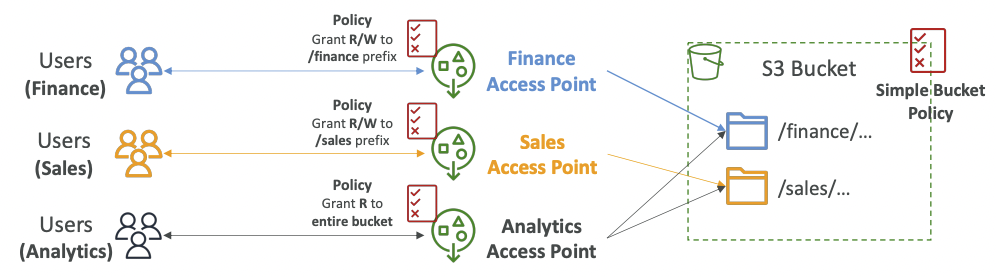 Policy
Grant R/W to
/finance prefix
Users
(Finance)
Finance
Access Point
S3 Bucket
Simple Bucket
Policy
/finance/...
Policy
Grant R/W to
/sales prefix
Users
(Sales)
Sales
Access Point
/sales/...
Policy
Grant R to
entire bucket
Users
(Analytics)
Analytics
Access Point